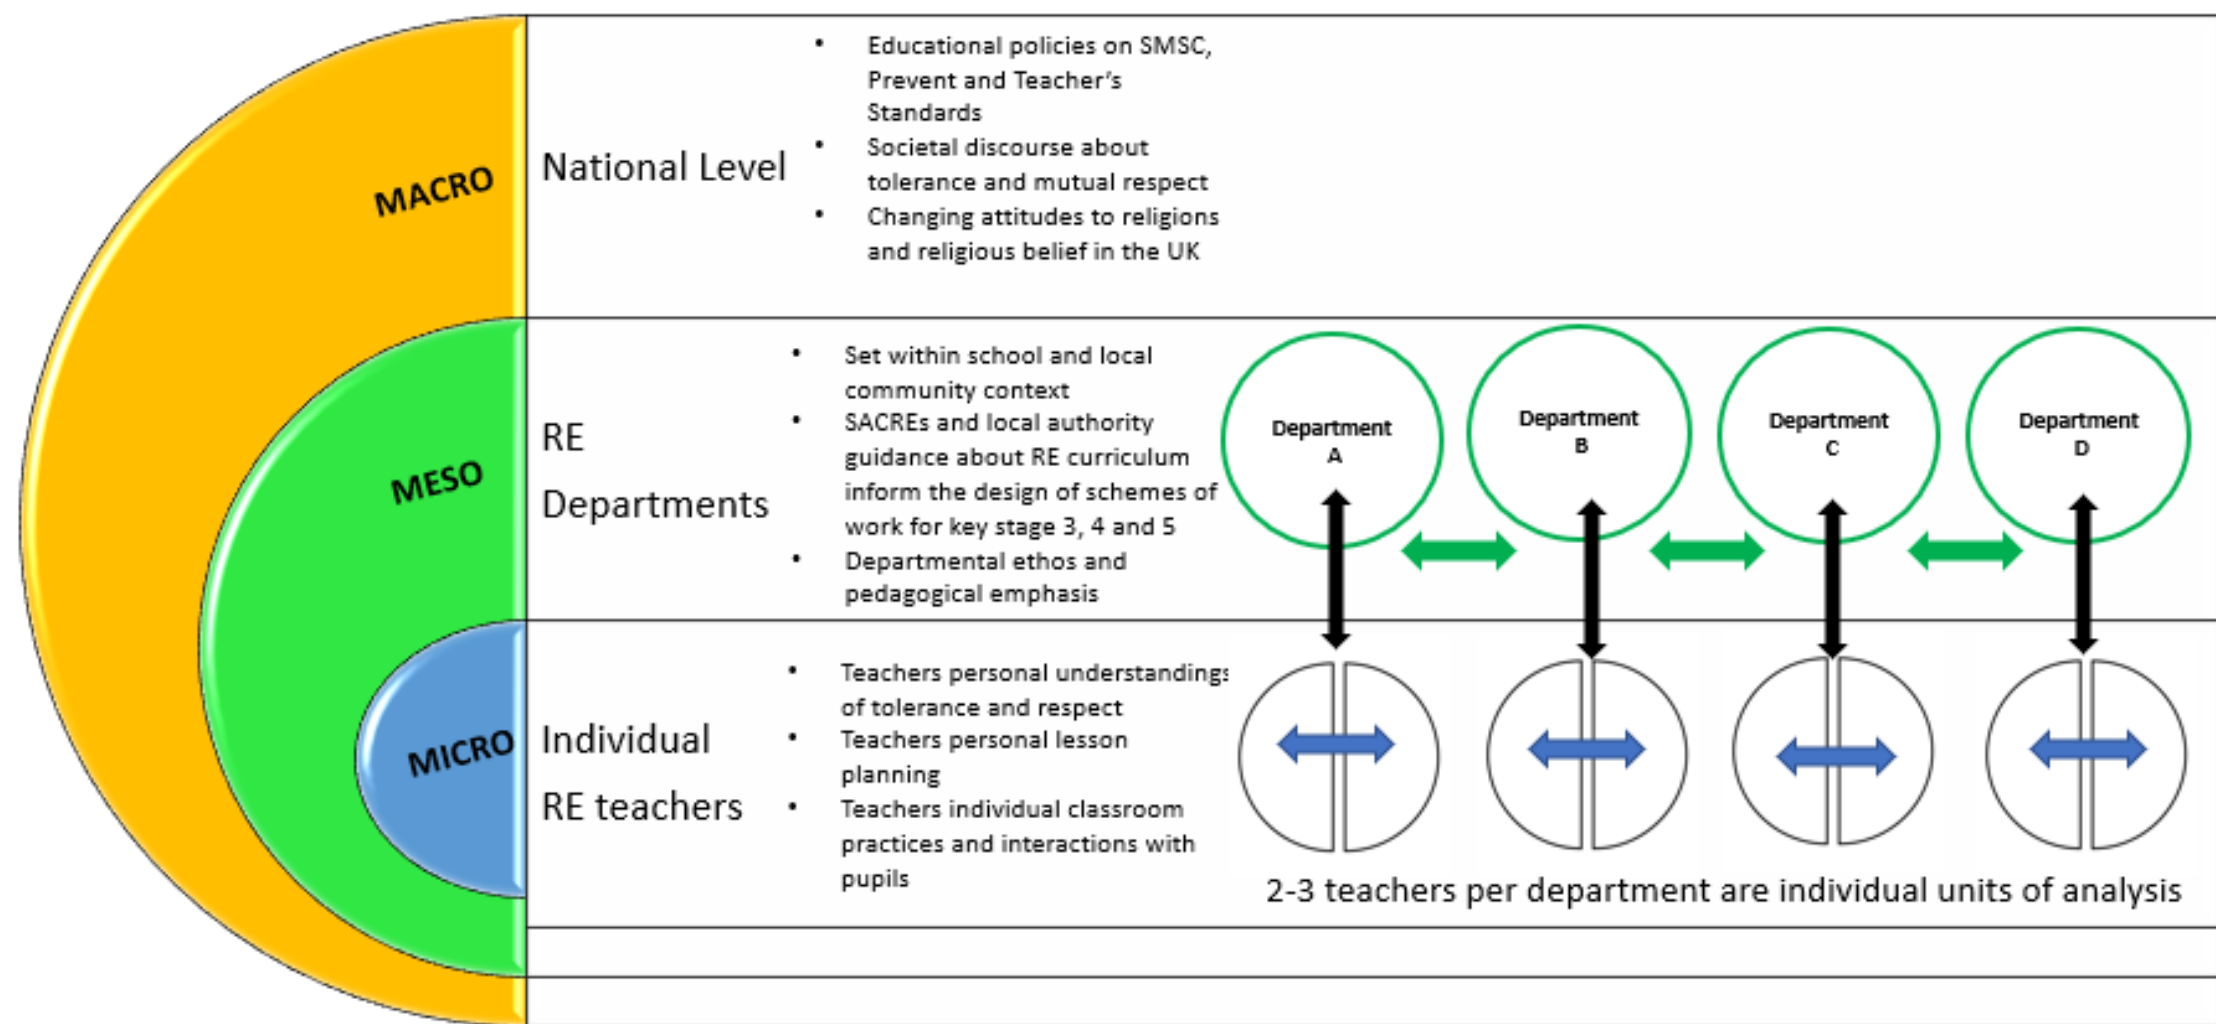 MACRO
National Level
• Educational policies on SMSC,
Prevent and Teacher's
Standards
• Societal discourse about
tolerance and mutual respect
• Changing attitudes to religions
and religious belief in the UK
MESO
RE
Departments
• Set within school and local
community context
• SACREs and local authority
guidance about RE curriculum
inform the design of schemes of
work for key stage 3, 4 and 5
• Departmental ethos and
pedagogical emphasis
Department
A
Department
B
Department
C
Department
D
MICRO
Individual
RE teachers
• Teachers personal understandings
of tolerance and respect
• Teachers personal lesson
planning
• Teachers individual classroom
practices and interactions with
pupils
2-3 teachers per department are individual units of analysis